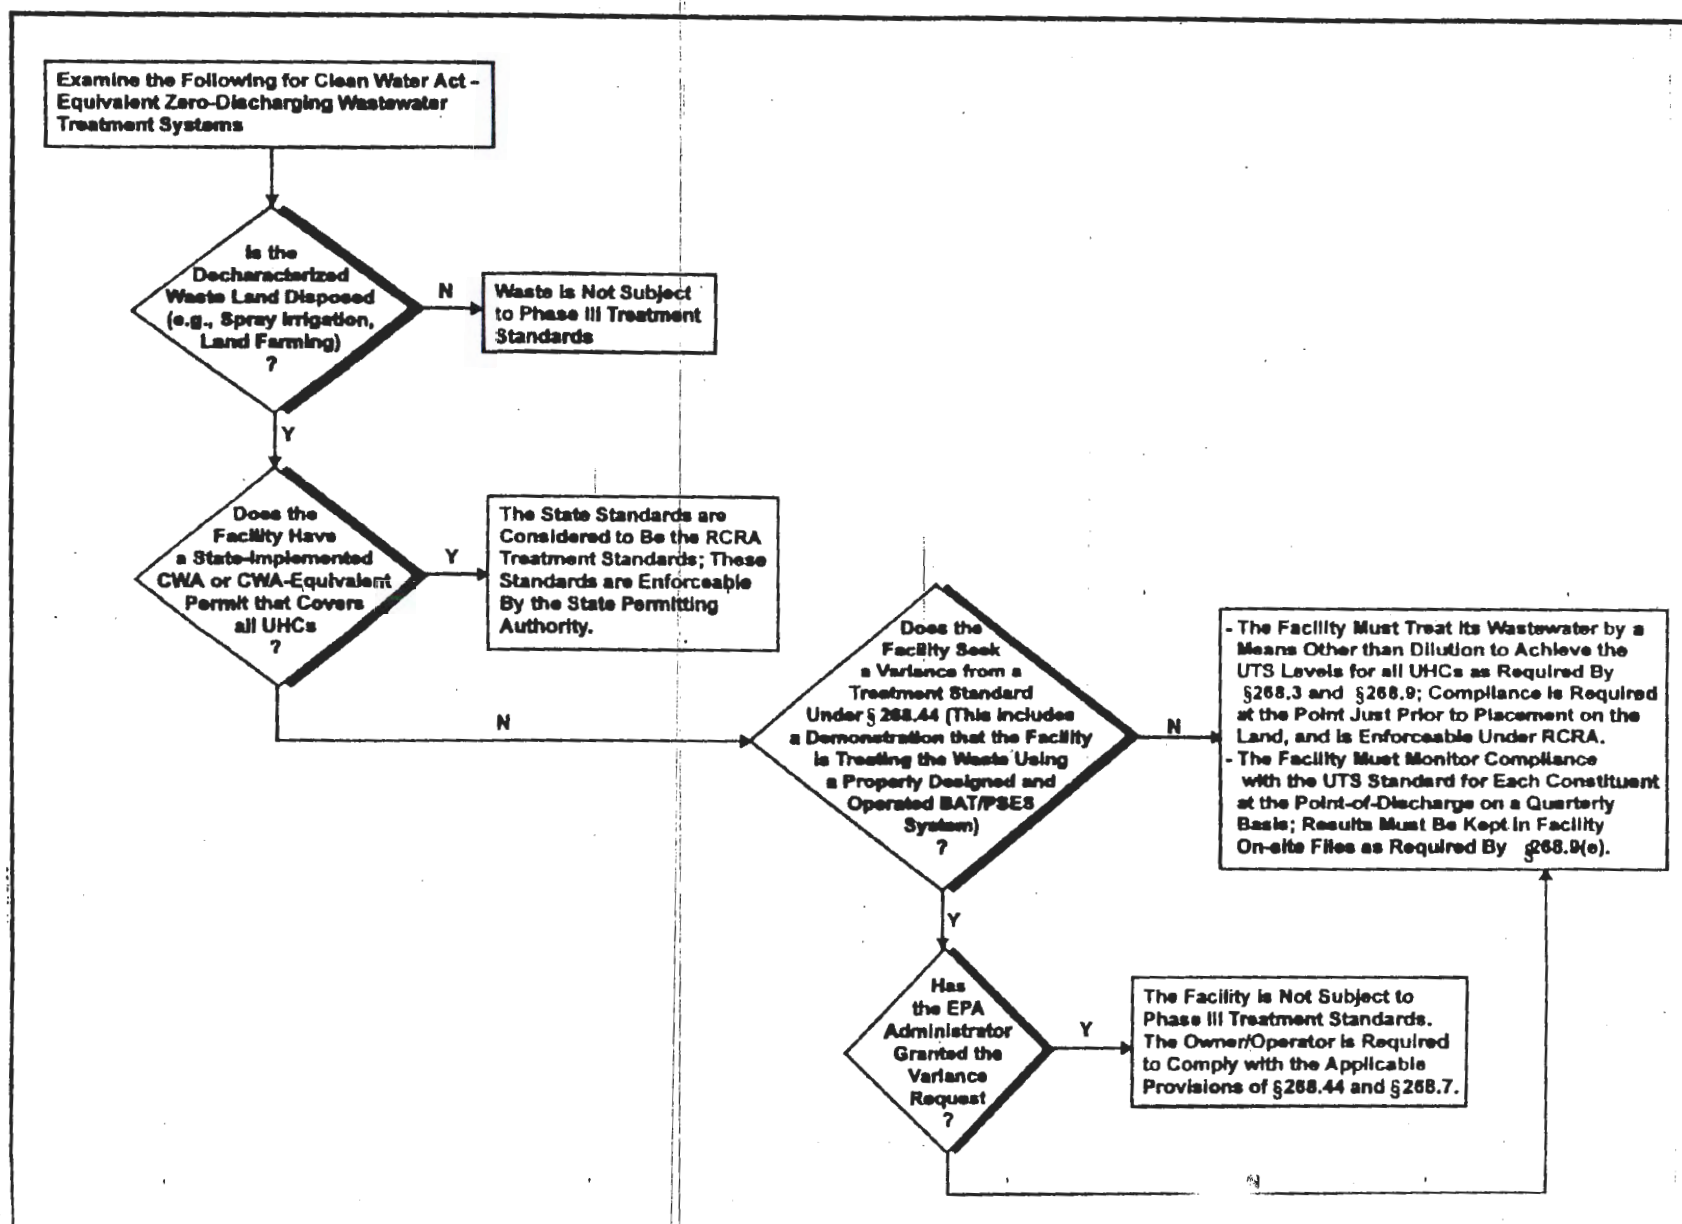 Examine the Following for Clean Water Act -
Equivalent Zero-Discharging Wastewater
Treatment Systems
Is the
Decharacterized
Waste Land Disposed
(e.g., Spray Irrigation,
Land Farming)
?
N
Waste is Not Subject
to Phase III Treatment
Standards
Y
Does the
Facility Have
a State-Implemented
CWA or CWA-Equivalent
Permit that Covers
all UHCs
?
Y
The State Standards are
Considered to Be the RCRA
Treatment Standards; These
Standards are Enforceable
By the State Permitting
Authority.
N
Does the
Facility Seek
a Variance from a
Treatment Standard
Under § 268.44 (This includes
a Demonstration that the Facility
is Treating the Waste Using
a Properly Designed and
Operated BAT/PSES
System)
?
N
- The Facility Must Treat its Wastewater by a
Means Other than Dilution to Achieve the
UTS Levels for all UHCs as Required By
§268.3 and §268.9; Compliance is Required
at the Point Just Prior to Placement on the
Land, and is Enforceable Under RCRA.
- The Facility Must Monitor Compliance
with the UTS Standard for Each Constituent
at the Point-of-Discharge on a Quarterly
Basis; Results Must Be Kept in Facility
On-site Files as Required By §268.9(e).
Y
Has
the EPA
Administrator
Granted the
Variance
Request
?
Y
The Facility is Not Subject to
Phase III Treatment Standards.
The Owner/Operator is Required
to Comply with the Applicable
Provisions of §268.44 and §268.7.
N